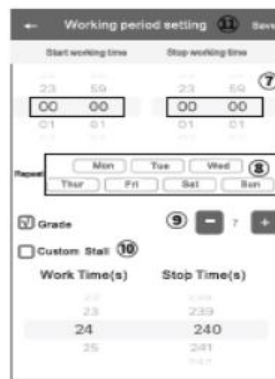 ← Working period setting ⑪ Save
Start working time Stop working time
23 59 23 59 ⑦
00 00 00 00
01 01 01 01
Mon Tue Wed ⑧
Repeat
Thur Fri Sat Sun
Grade ⑨ - 7 +
Custom Stall ⑩
Work Time(s) Stop Time(s)
23 239
24 240
25 241